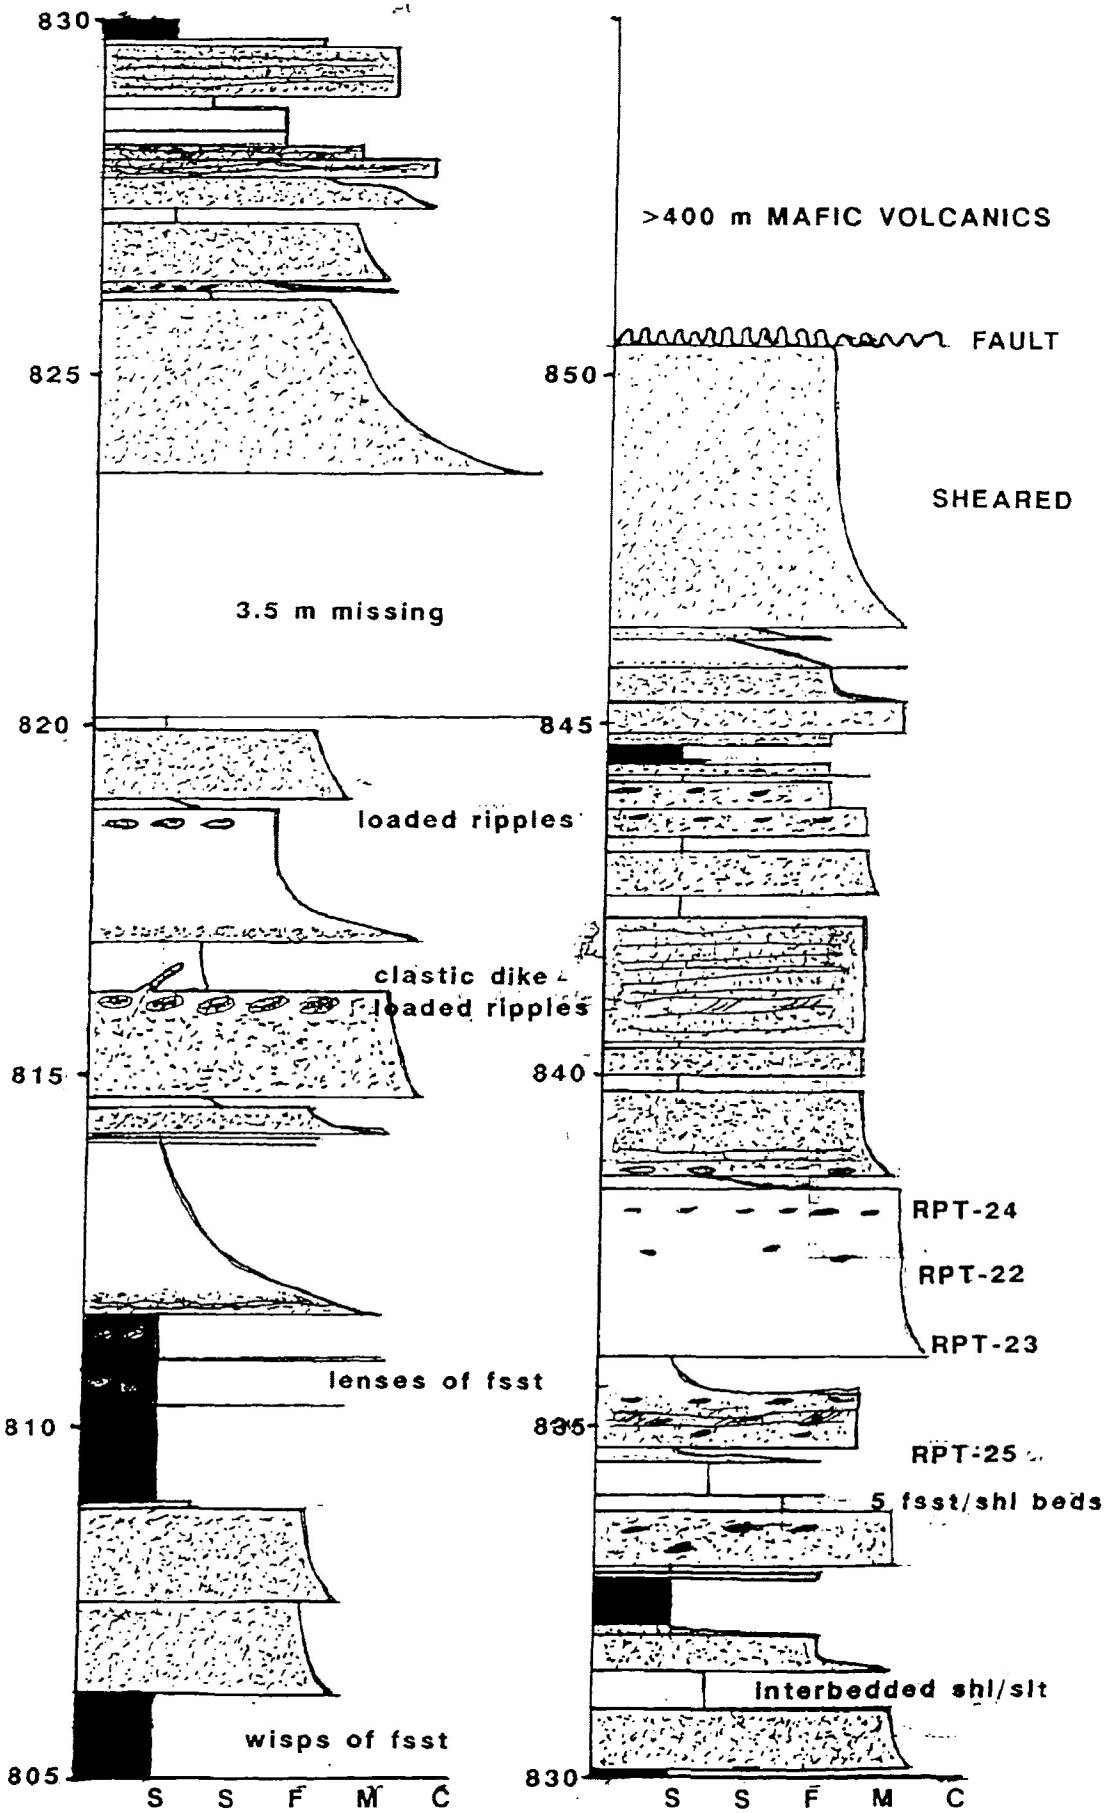 830
825
3.5 m missing
820
loaded ripples
clastic dike
loaded ripples
815
lenses of fsst
810
wisps of fsst
805
S S F M C
>400 m MAFIC VOLCANICS
FAULT
850
SHEARED
845
840
RPT-24
RPT-22
RPT-23
835
RPT-25
5 fsst/shl beds
interbedded shl/slt
830
S S F M C